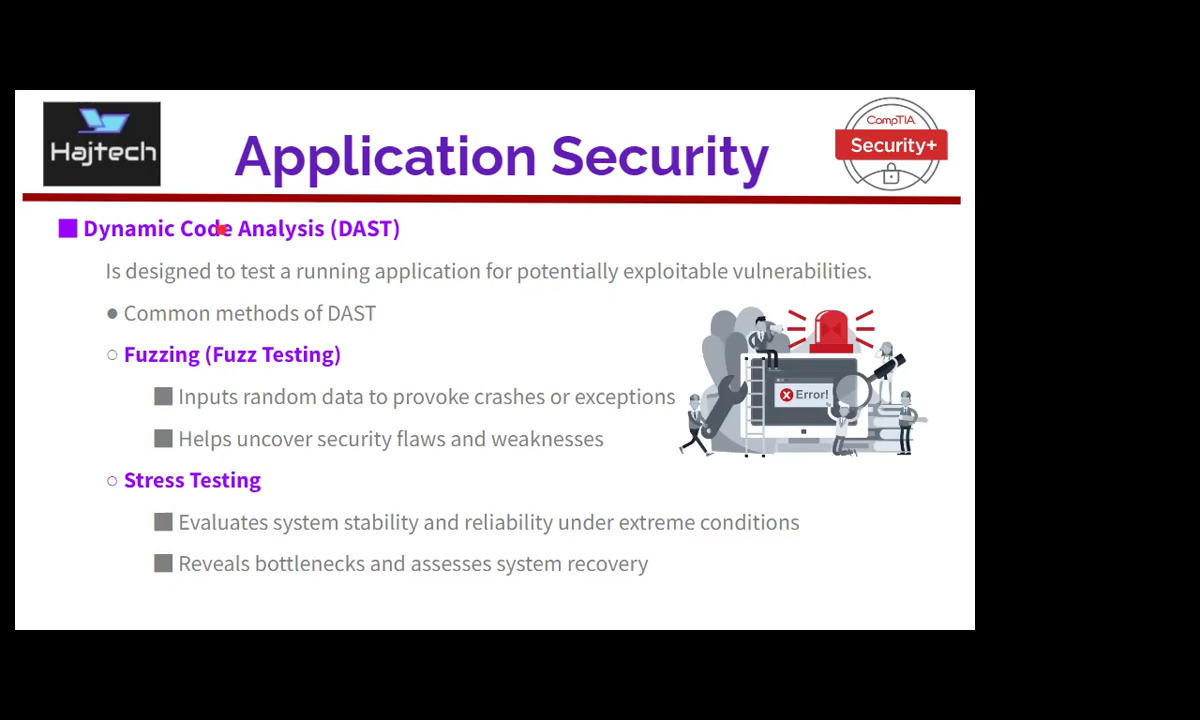 Hajtech
Application Security
CompTIA
Security+
Dynamic Code Analysis (DAST)
Is designed to test a running application for potentially exploitable vulnerabilities.
● Common methods of DAST
○ Fuzzing (Fuzz Testing)
Inputs random data to provoke crashes or exceptions
Helps uncover security flaws and weaknesses
Error!
○ Stress Testing
Evaluates system stability and reliability under extreme conditions
Reveals bottlenecks and assesses system recovery